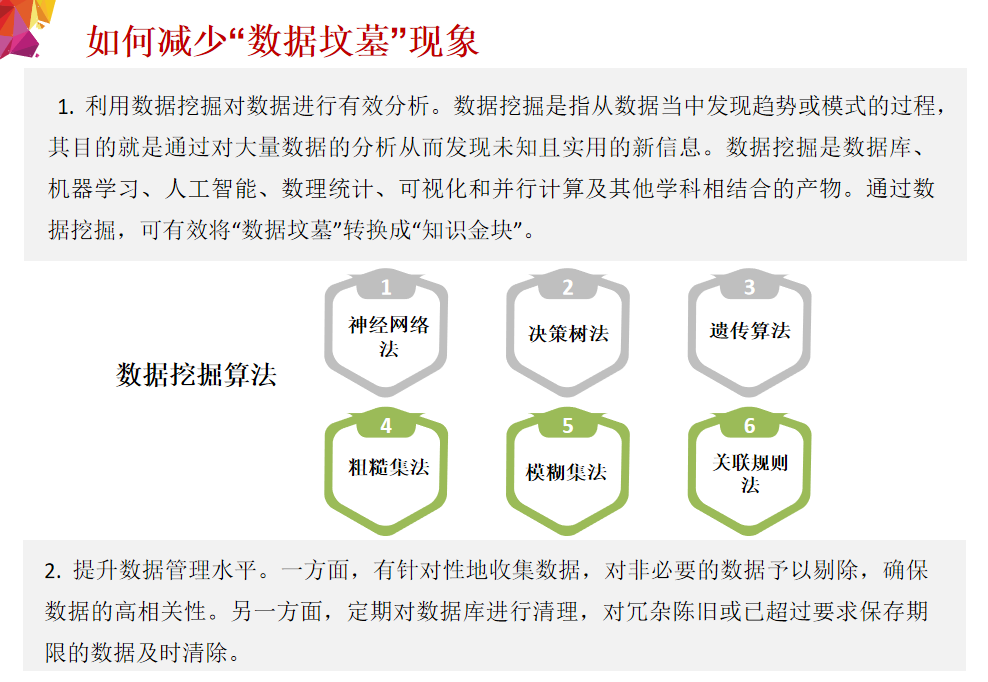 如何减少“数据坟墓”现象
1. 利用数据挖掘对数据进行有效分析。数据挖掘是指从数据当中发现趋势或模式的过程，
其目的就是通过对大量数据的分析从而发现未知且实用的新信息。数据挖掘是数据库、
机器学习、人工智能、数理统计、可视化和并行计算及其他学科相结合的产物。通过数
据挖掘，可有效将“数据坟墓”转换成“知识金块”。
数据挖掘算法
1
神经网络
法
2
决策树法
3
遗传算法
4
粗糙集法
5
模糊集法
6
关联规则
法
2. 提升数据管理水平。一方面，有针对性地收集数据，对非必要的数据予以剔除，确保
数据的高相关性。另一方面，定期对数据库进行清理，对冗杂陈旧或已超过要求保存期
限的数据及时清除。